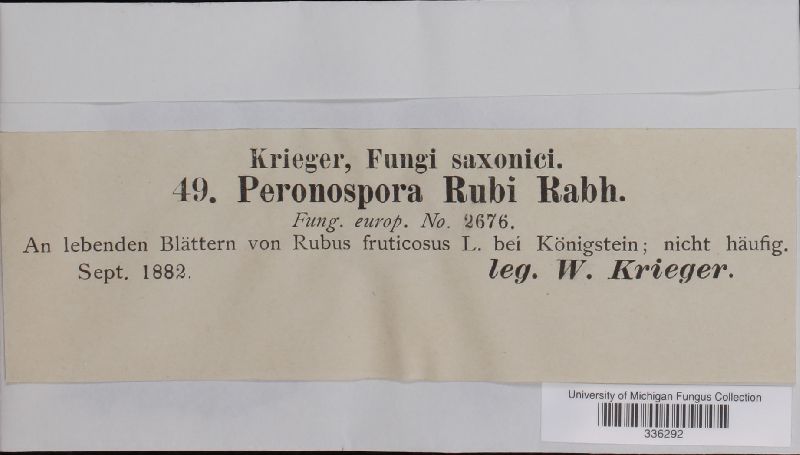 Krieger, Fungi saxonici.
49. Peronospora Rubi Rabh.
Fung. europ. No. 2676.
An lebenden Blättern von Rubus fruticosus L. bei Königstein; nicht häufig.
Sept. 1882.
leg. W. Krieger.
University of Michigan Fungus Collection
336292